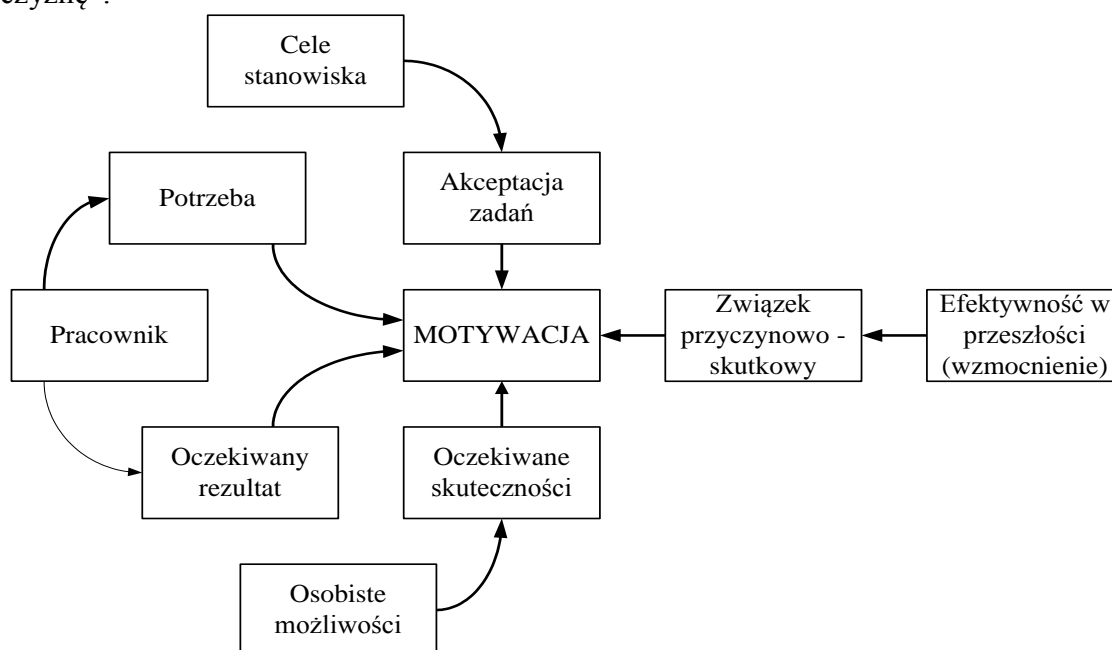 Cele
stanowiska
Potrzeba
Akceptacja
zadań
Pracownik
MOTYWACJA
Związek
przyczynowo -
skutkowy
Efektywność w
przeszłości
(wzmocnienie)
Oczekiwany
rezultat
Oczekiwane
skuteczności
Osobiste
możliwości